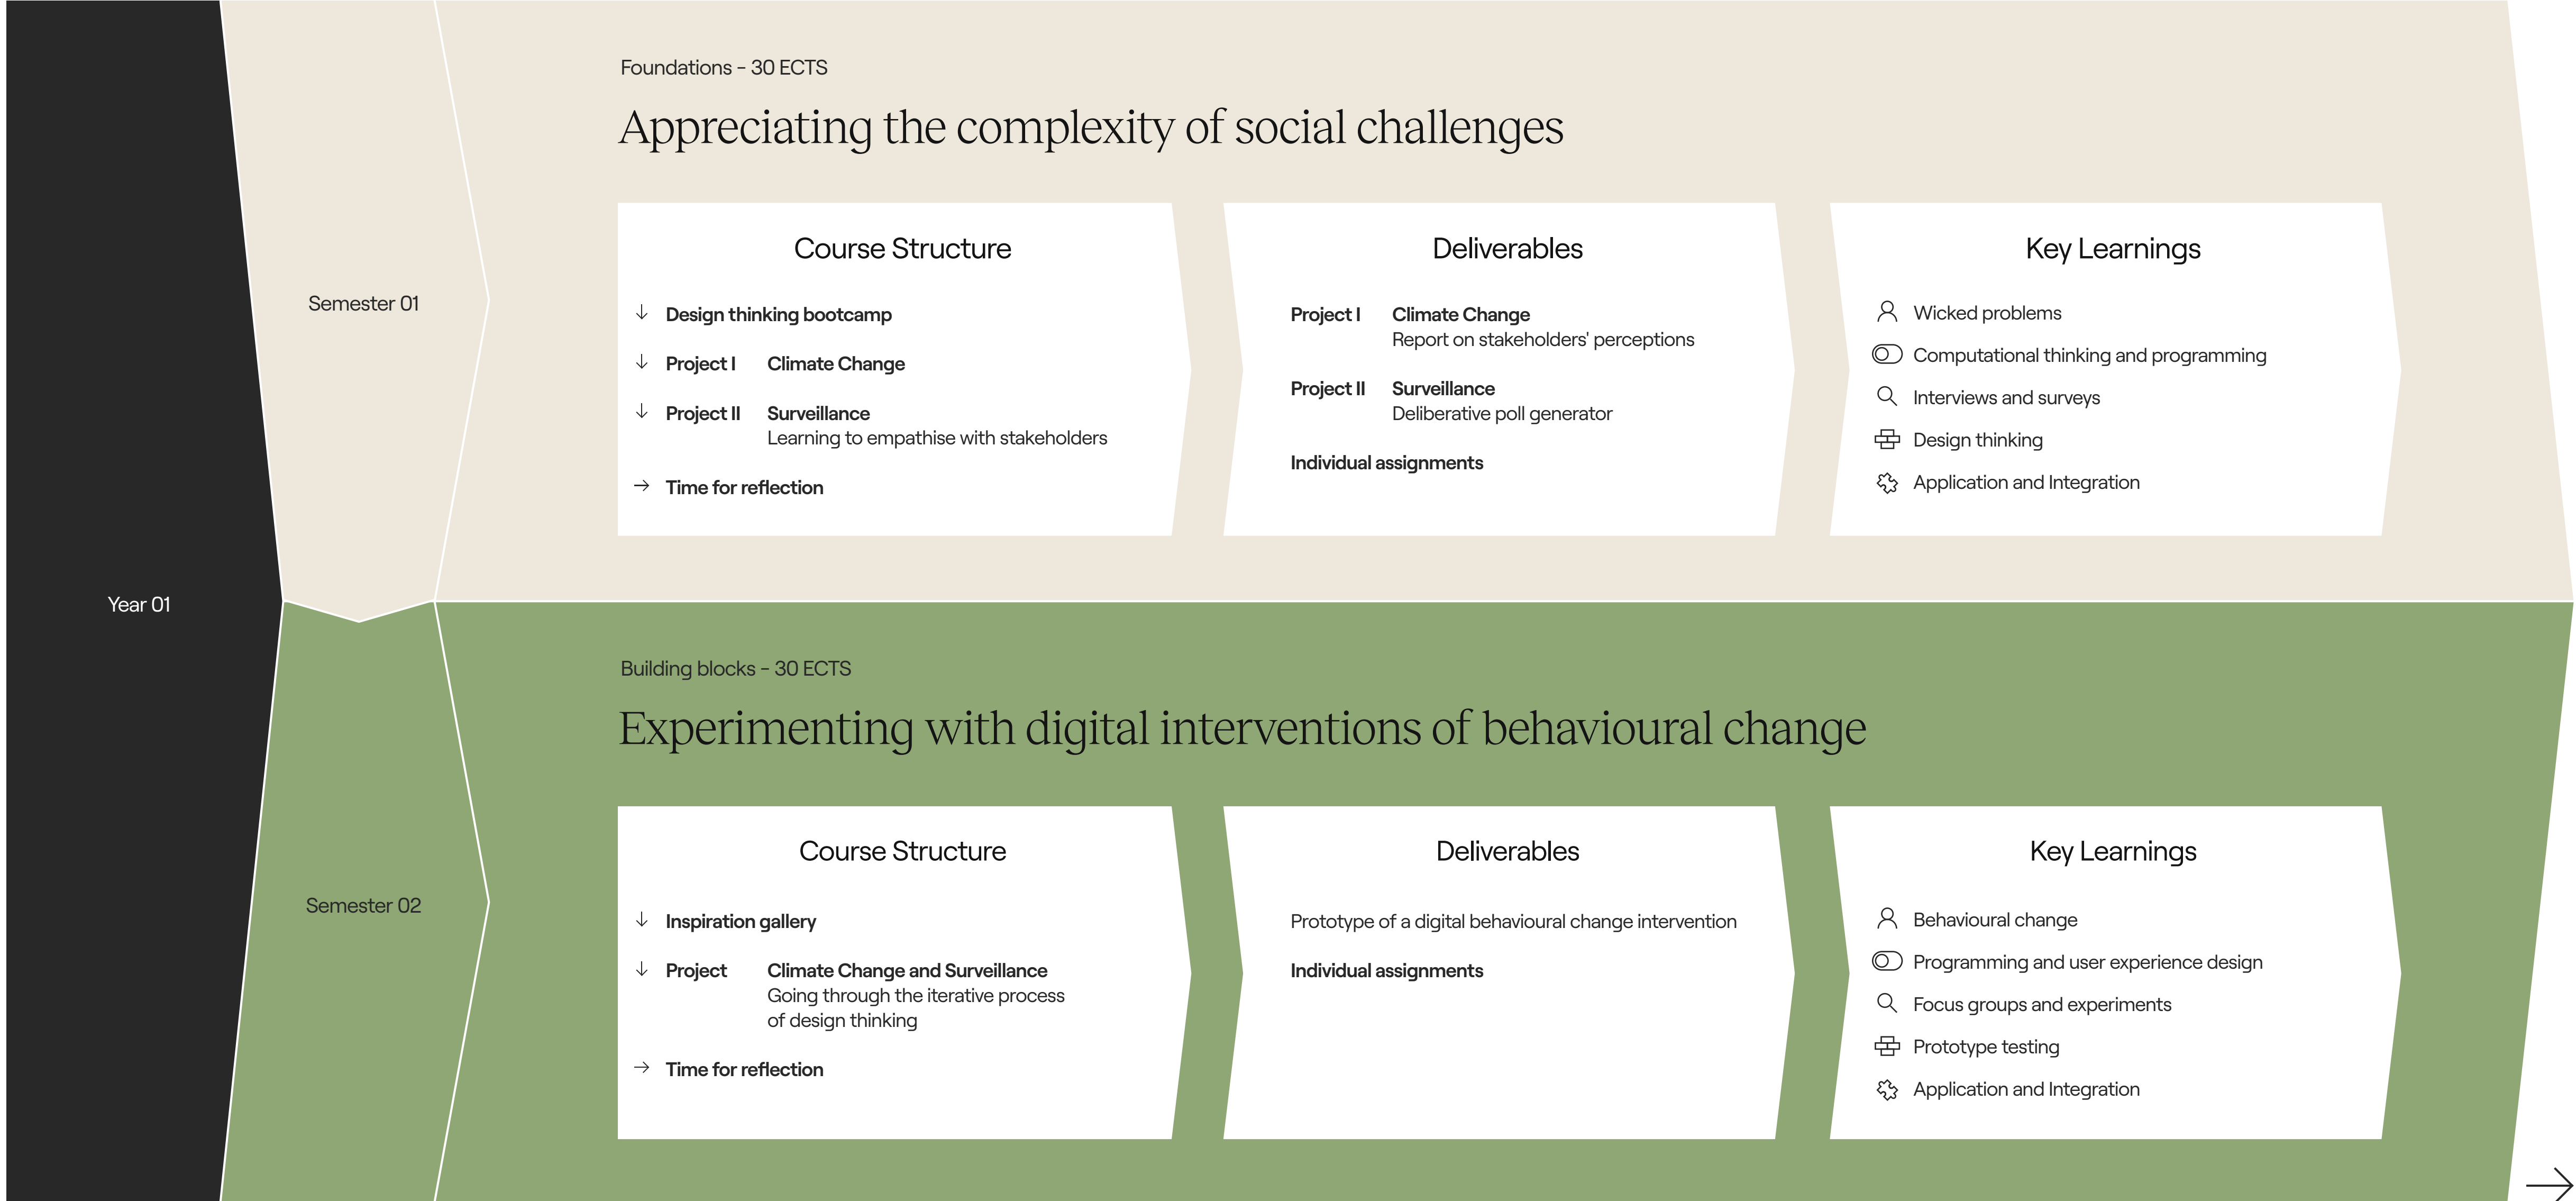 Year 01
Semester 01
Foundations - 30 ECTS
Appreciating the complexity of social challenges
Course Structure
Design thinking bootcamp
Project I Climate Change
Project II Surveillance
Learning to empathise with stakeholders
Time for reflection
Deliverables
Project I Climate Change
Report on stakeholders' perceptions
Project II Surveillance
Deliberative poll generator
Individual assignments
Key Learnings
Wicked problems
Computational thinking and programming
Interviews and surveys
Design thinking
Application and Integration
Semester 02
Building blocks - 30 ECTS
Experimenting with digital interventions of behavioural change
Course Structure
Inspiration gallery
Project Climate Change and Surveillance
Going through the iterative process
of design thinking
Time for reflection
Deliverables
Prototype of a digital behavioural change intervention
Individual assignments
Key Learnings
Behavioural change
Programming and user experience design
Focus groups and experiments
Prototype testing
Application and Integration